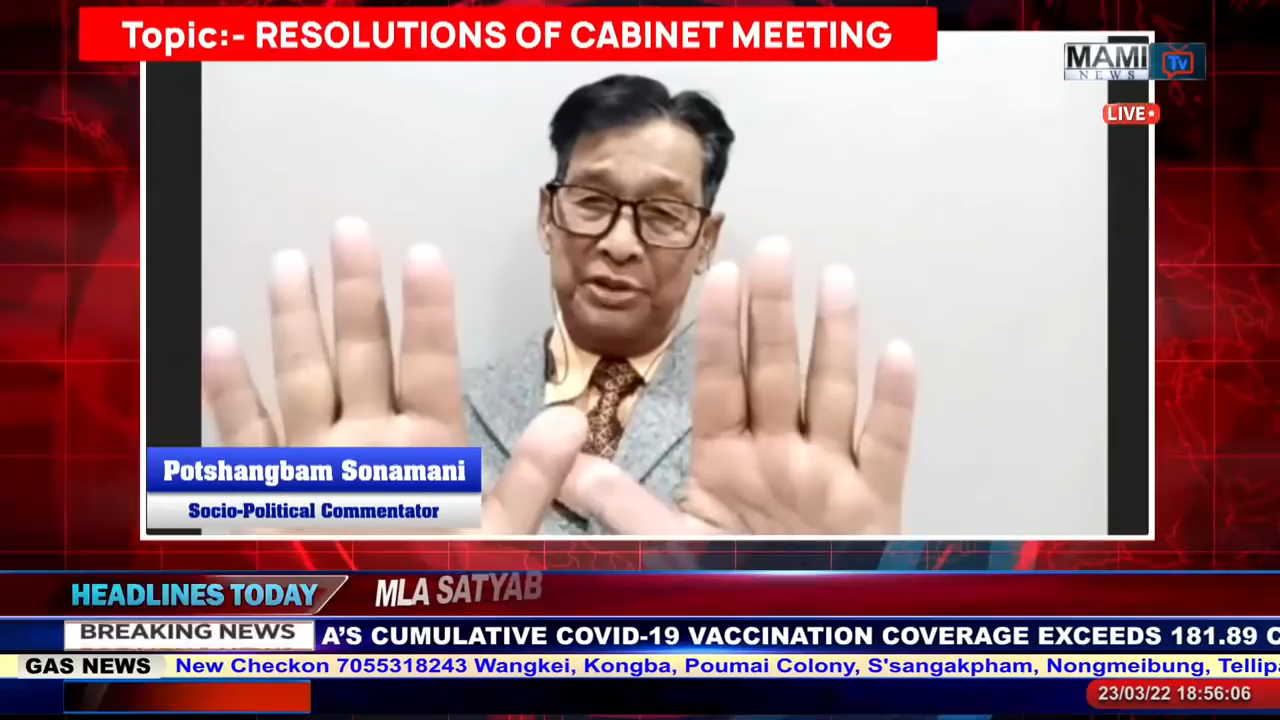 Topic:- RESOLUTIONS OF CABINET MEETING
MAMI
NEWS
Tv
LIVE
Potshangbam Sonamani
Socio-Political Commentator
HEADLINES TODAY
MLA SATYAB
BREAKING NEWS
A'S CUMULATIVE COVID-19 VACCINATION COVERAGE EXCEEDS 181.89 C
GAS NEWS
New Checkon 7055318243 Wangkei, Kongba, Poumai Colony, S'sangakpham, Nongmeibung, Tellipa
23/03/22 18:56:06